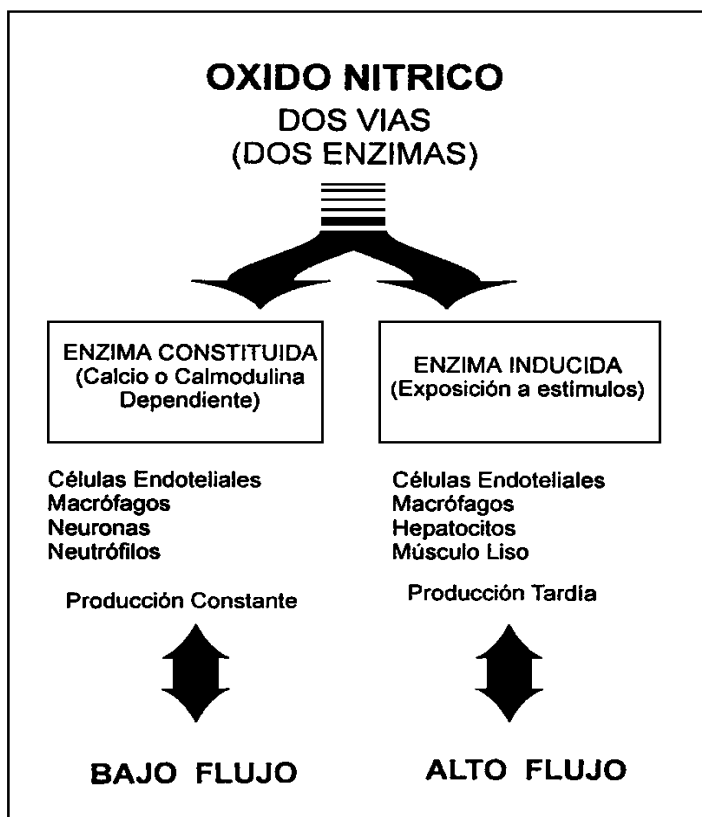 OXIDO NITRICO
DOS VIAS
(DOS ENZIMAS)
ENZIMA CONSTITUIDA
(Calcio o Calmodulina
Dependiente)
Células Endoteliales
Macrófagos
Neuronas
Neutrófilos
Producción Constante
BAJO FLUJO
ENZIMA INDUCIDA
(Exposición a estímulos)
Células Endoteliales
Macrófagos
Hepatocitos
Músculo Liso
Producción Tardía
ALTO FLUJO